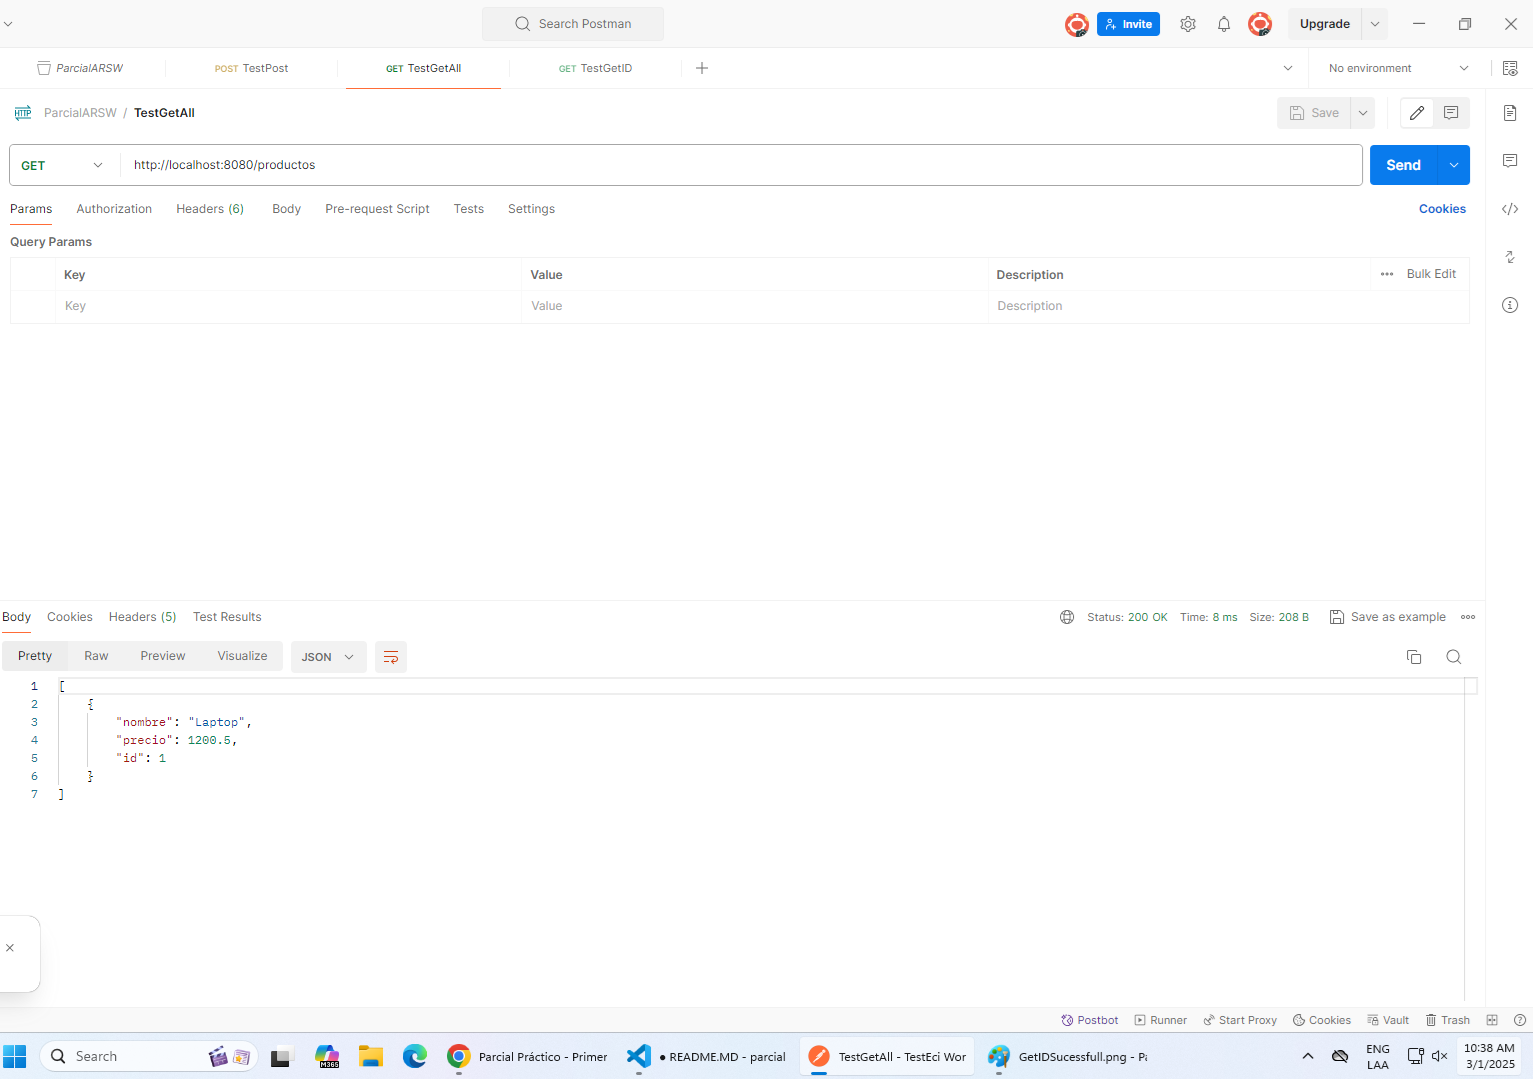 Search Postman
Invite
Upgrade
ParcialARSW
POST TestPost
GET TestGetAll
GET TestGetID
No environment
HTTP ParcialARSW / TestGetAll
Save
GET
http://localhost:8080/productos
Send
Params Authorization Headers (6) Body Pre-request Script Tests Settings
Cookies
Query Params
Key Value Description ••• Bulk Edit
Key Value Description
Body Cookies Headers (5) Test Results
Status: 200 OK Time: 8 ms Size: 208 B Save as example
Pretty Raw Preview Visualize JSON
1 [
2 {
3 "nombre": "Laptop",
4 "precio": 1200.5,
5 "id": 1
6 }
7 ]
Postbot Runner Start Proxy Cookies Vault Trash
Search
M365
Parcial Práctico - Primer
● README.MD - parcial
TestGetAll - TestEci Wor
GetIDSucessfull.png - Pa
ENG
LAA
10:38 AM
3/1/2025